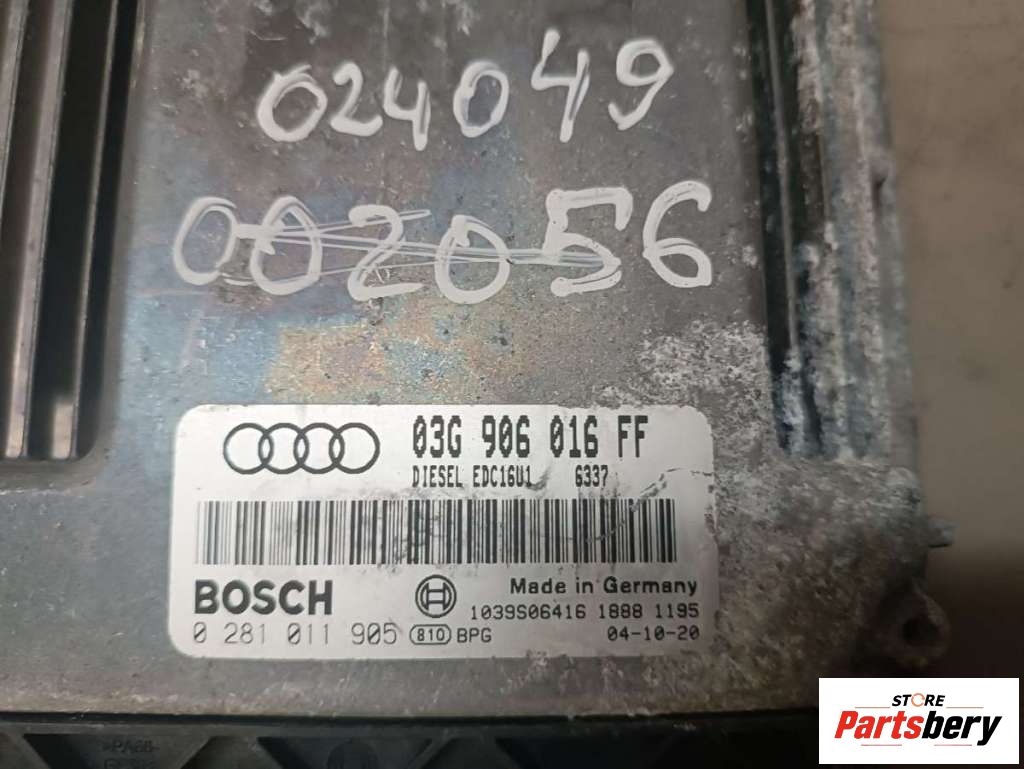 024049
002056
03G 906 016 FF
DIESEL EDC16U1 6337
BOSCH
Made in Germany
1039S06416 1888 1195
0 281 011 905 810 BPG 04-10-20
STORE
Partsbery